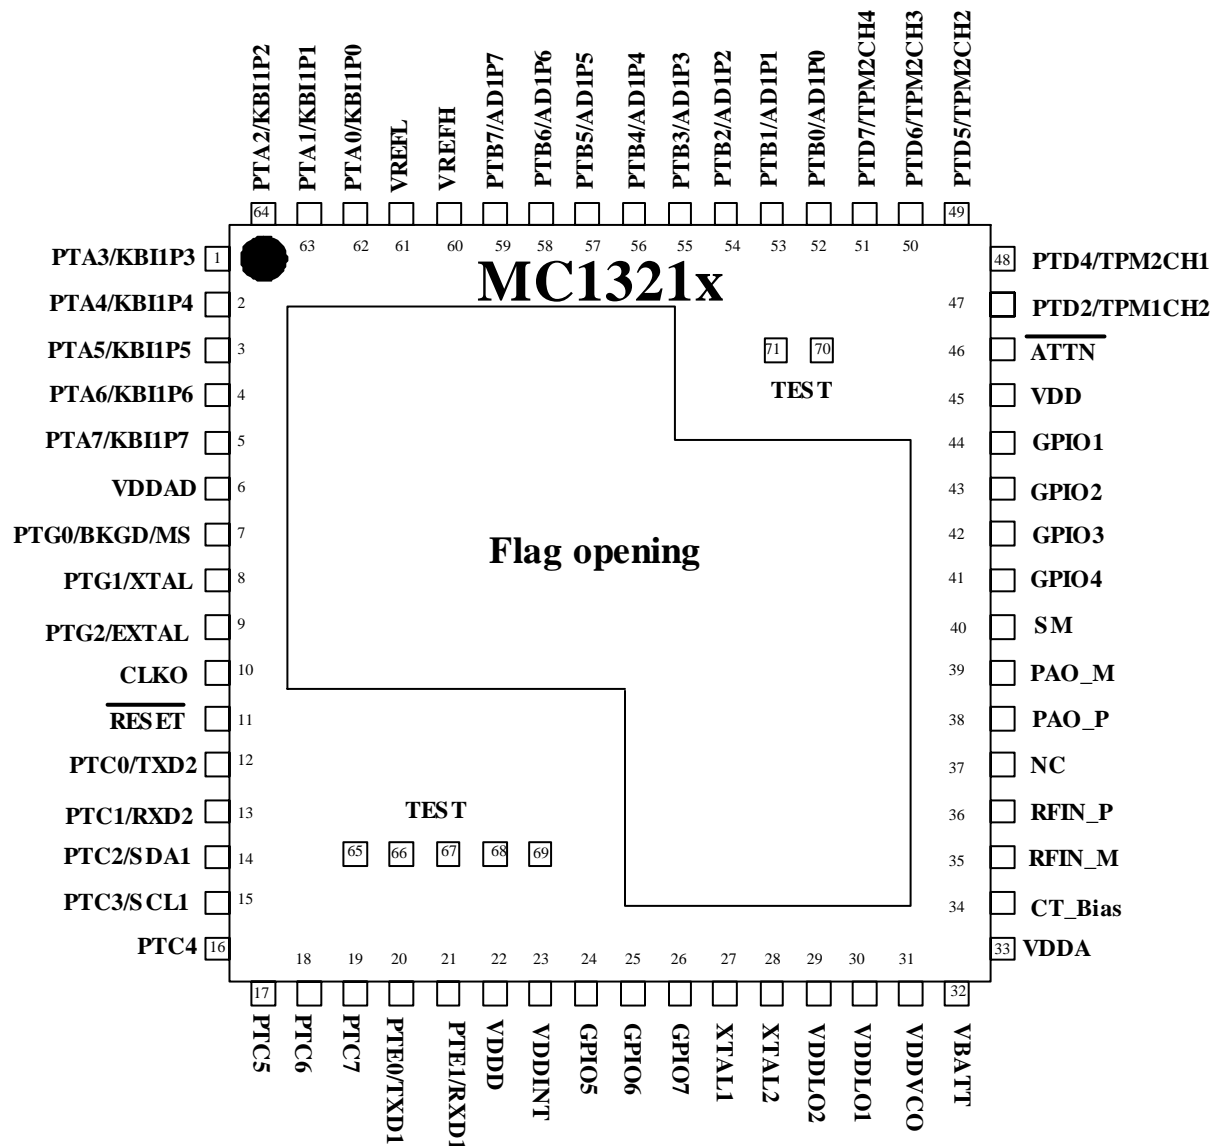 PTA2/KBI1P2
PTA1/KBI1P1
PTA0/KBI1P0
VREFL
VREFH
PTB7/AD1P7
PTB6/AD1P6
PTB5/AD1P5
PTB4/AD1P4
PTB3/AD1P3
PTB2/AD1P2
PTB1/AD1P1
PTB0/AD1P0
PTD7/TPM2CH4
PTD6/TPM2CH3
PTD5/TPM2CH2
64 63 62 61 60 59 58 57 56 55 54 53 52 51 50 49
MC1321x
PTA3/KBI1P3 1
PTA4/KBI1P4 2
PTA5/KBI1P5 3
PTA6/KBI1P6 4
PTA7/KBI1P7 5
VDDAD 6
PTG0/BKGD/MS 7
PTG1/XTAL 8
PTG2/EXTAL 9
CLKO 10
RESET 11
PTC0/TXD2 12
PTC1/RXD2 13
PTC2/SDA1 14
PTC3/SCL1 15
PTC4 16
71 70
TEST
Flag opening
TEST
65 66 67 68 69
48 PTD4/TPM2CH1
47 PTD2/TPM1CH2
46 ATTN
45 VDD
44 GPIO1
43 GPIO2
42 GPIO3
41 GPIO4
40 SM
39 PAO_M
38 PAO_P
37 NC
36 RFIN_P
35 RFIN_M
34 CT_Bias
33 VDDA
17 18 19 20 21 22 23 24 25 26 27 28 29 30 31 32
PTC5
PTC6
PTC7
PTE0/TXD1
PTE1/RXD1
VDDD
VDDINT
GPIO5
GPIO6
GPIO7
XTAL1
XTAL2
VDDLO2
VDDLO1
VDDVCO
VBATT